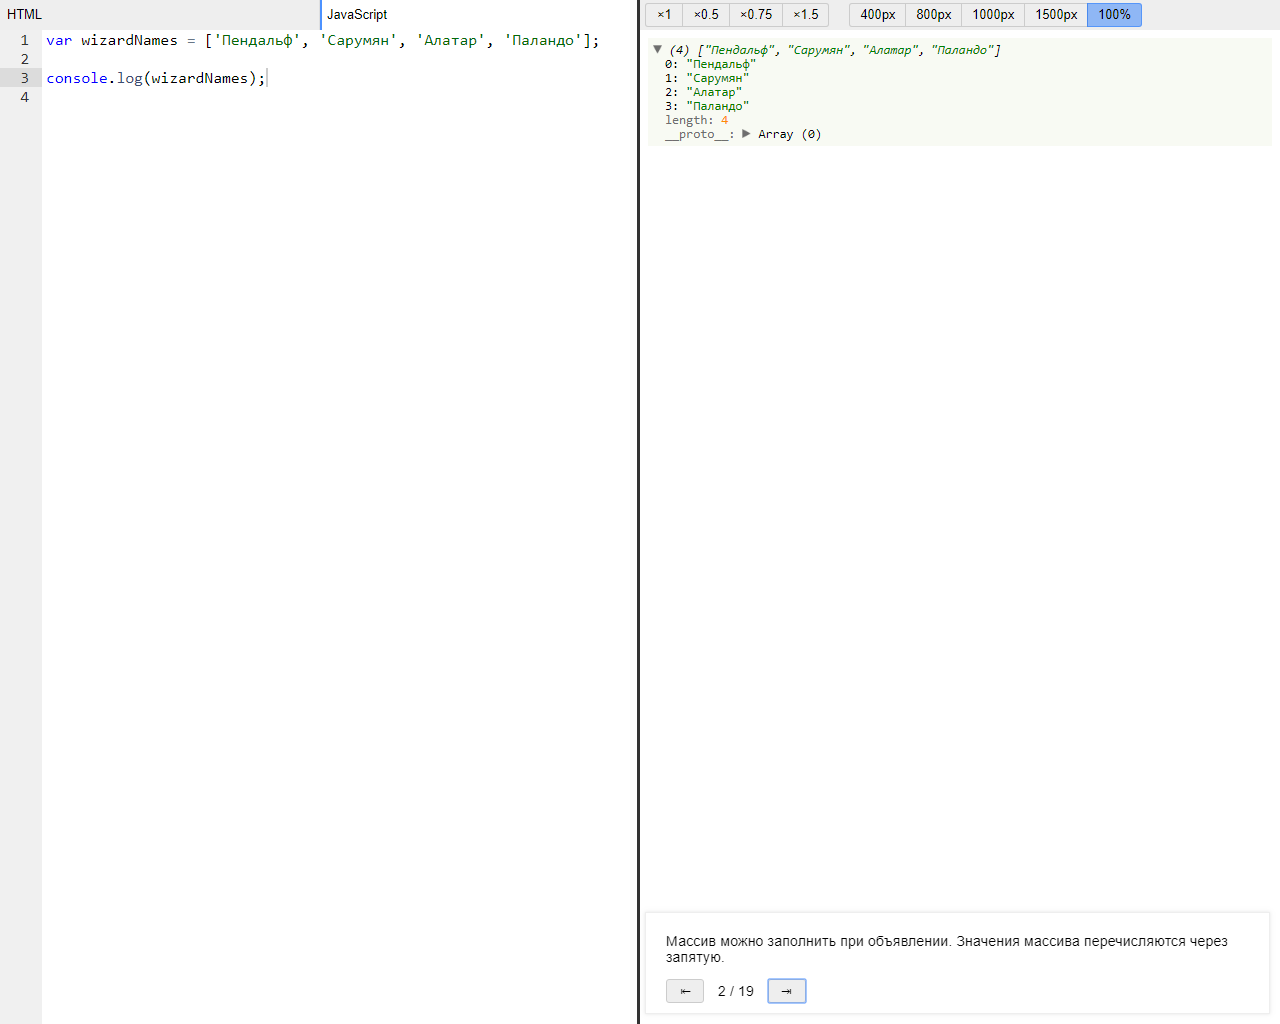 HTML
JavaScript
×1 ×0.5 ×0.75 ×1.5 400px 800px 1000px 1500px 100%
1 var wizardNames = ['Пендальф', 'Сарумян', 'Алатар', 'Паландо'];
2
3 console.log(wizardNames);
4
▼ (4) ["Пендальф", "Сарумян", "Алатар", "Паландо"]
0: "Пендальф"
1: "Сарумян"
2: "Алатар"
3: "Паландо"
length: 4
__proto__: ▶ Array (0)
Массив можно заполнить при объявлении. Значения массива перечисляются через
запятую.
⇤ 2 / 19 ⇥